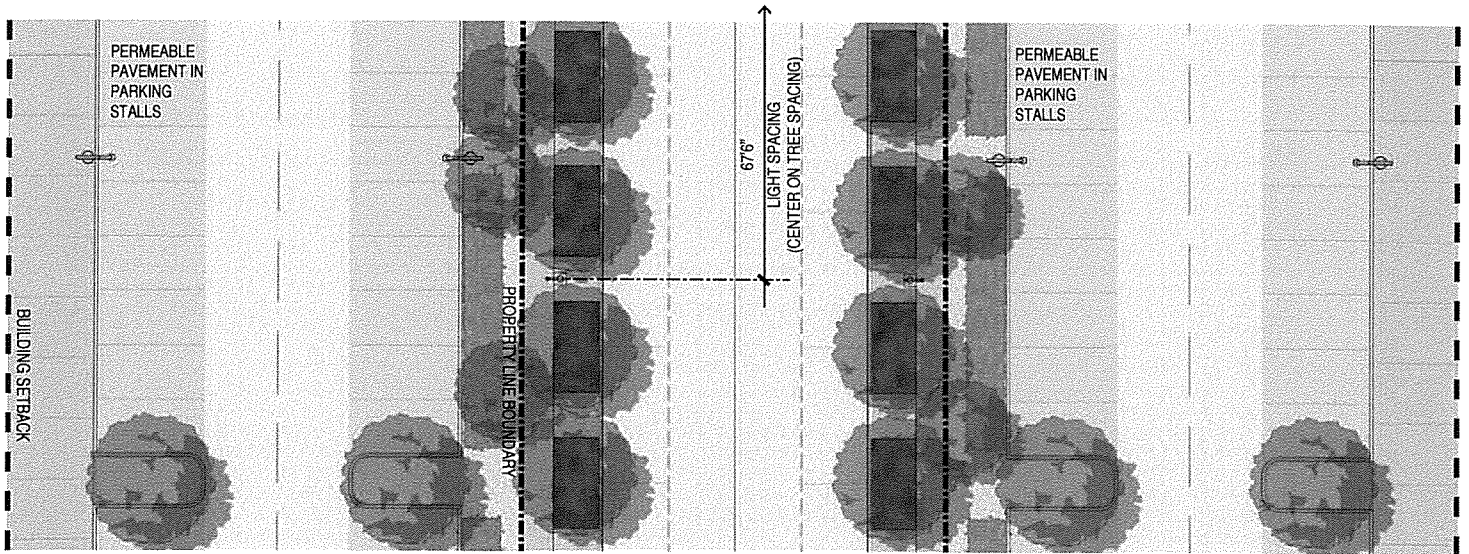 PERMEABLE
PAVEMENT IN
PARKING
STALLS
BUILDING SETBACK
PROPERTY LINE BOUNDARY
67'6"
LIGHT SPACING
(CENTER ON TREE SPACING)
PERMEABLE
PAVEMENT IN
PARKING
STALLS